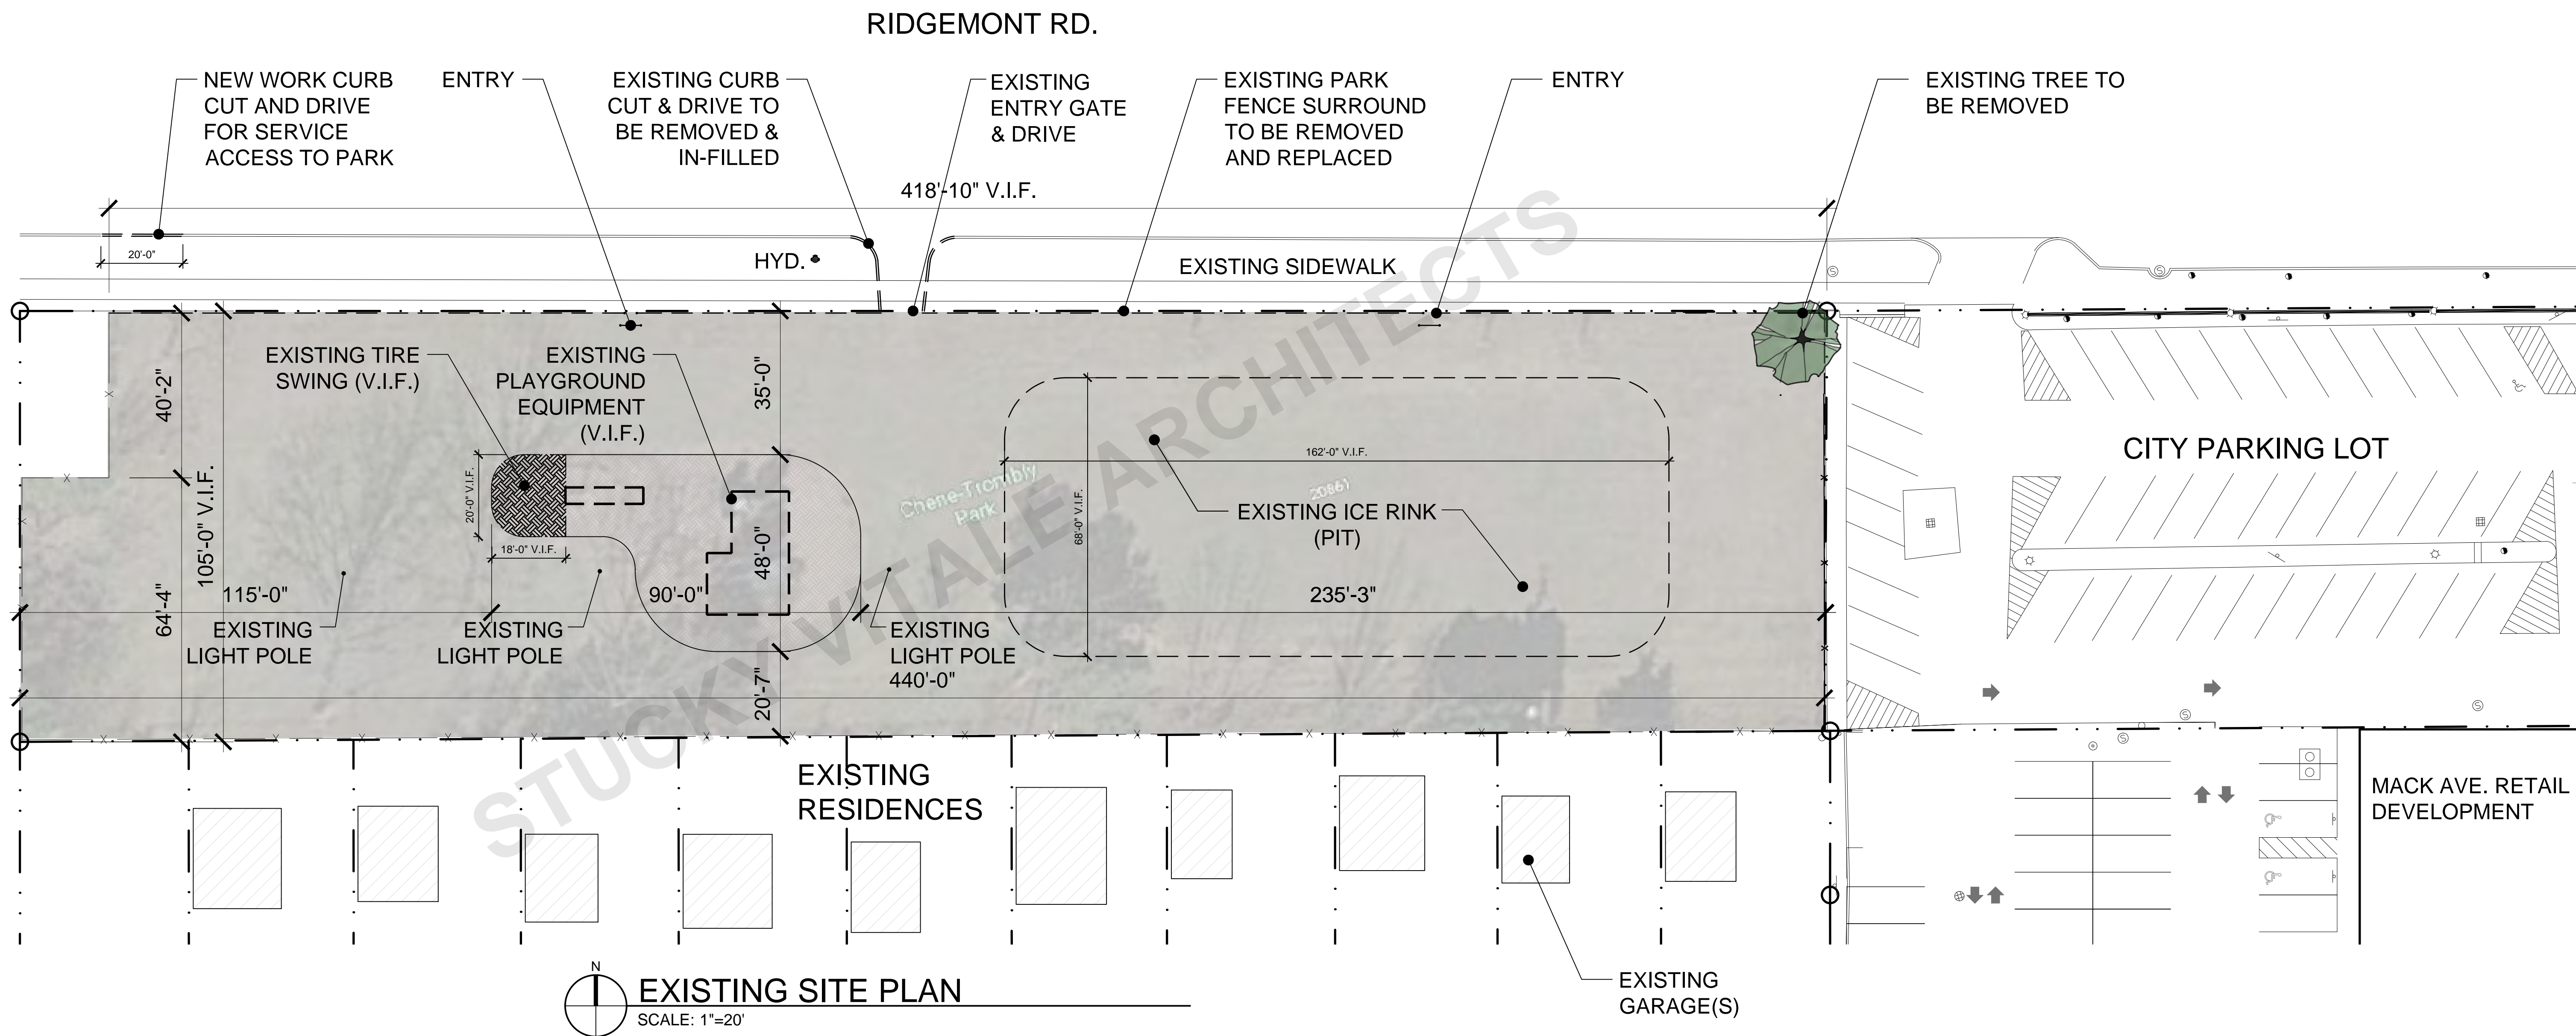 RIDGEMONT RD.
NEW WORK CURB
CUT AND DRIVE
FOR SERVICE
ACCESS TO PARK
ENTRY
EXISTING CURB
CUT & DRIVE TO
BE REMOVED &
IN-FILLED
EXISTING
ENTRY GATE
& DRIVE
EXISTING PARK
FENCE SURROUND
TO BE REMOVED
AND REPLACED
ENTRY
EXISTING TREE TO
BE REMOVED
418'-10" V.I.F.
20'-0"
HYD.
EXISTING SIDEWALK
EXISTING TIRE
SWING (V.I.F.)
EXISTING
PLAYGROUND
EQUIPMENT
(V.I.F.)
40'-2"
35'-0"
105'-0" V.I.F.
64'-4"
115'-0"
20'-0" V.I.F.
18'-0" V.I.F.
90'-0"
48'-0"
20'-7"
Chene-Trombly
Park
20861
162'-0" V.I.F.
68'-0" V.I.F.
EXISTING ICE RINK
(PIT)
235'-3"
EXISTING
LIGHT POLE
EXISTING
LIGHT POLE
EXISTING
LIGHT POLE
440'-0"
CITY PARKING LOT
STUCKY VITALE ARCHITECTS
EXISTING
RESIDENCES
MACK AVE. RETAIL
DEVELOPMENT
EXISTING
GARAGE(S)
N
EXISTING SITE PLAN
SCALE: 1"=20'